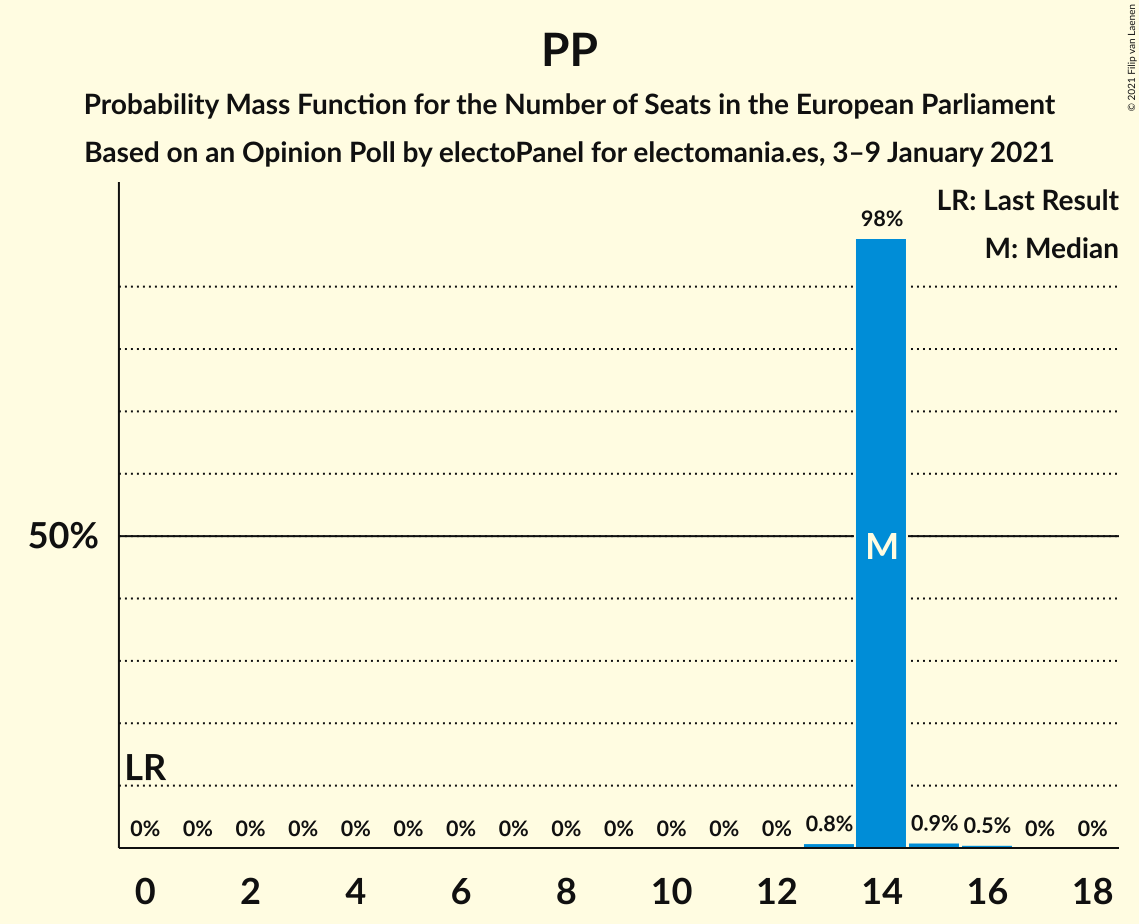 © 2021 Filip van Laenen
PP
Probability Mass Function for the Number of Seats in the European Parliament
Based on an Opinion Poll by electoPanel for electomania.es, 3–9 January 2021
LR: Last Result
M: Median
98%
50%
M
LR
0% 0% 0% 0% 0% 0% 0% 0% 0% 0% 0% 0% 0% 0.8% 0.9% 0.5% 0% 0%
0 2 4 6 8 10 12 14 16 18